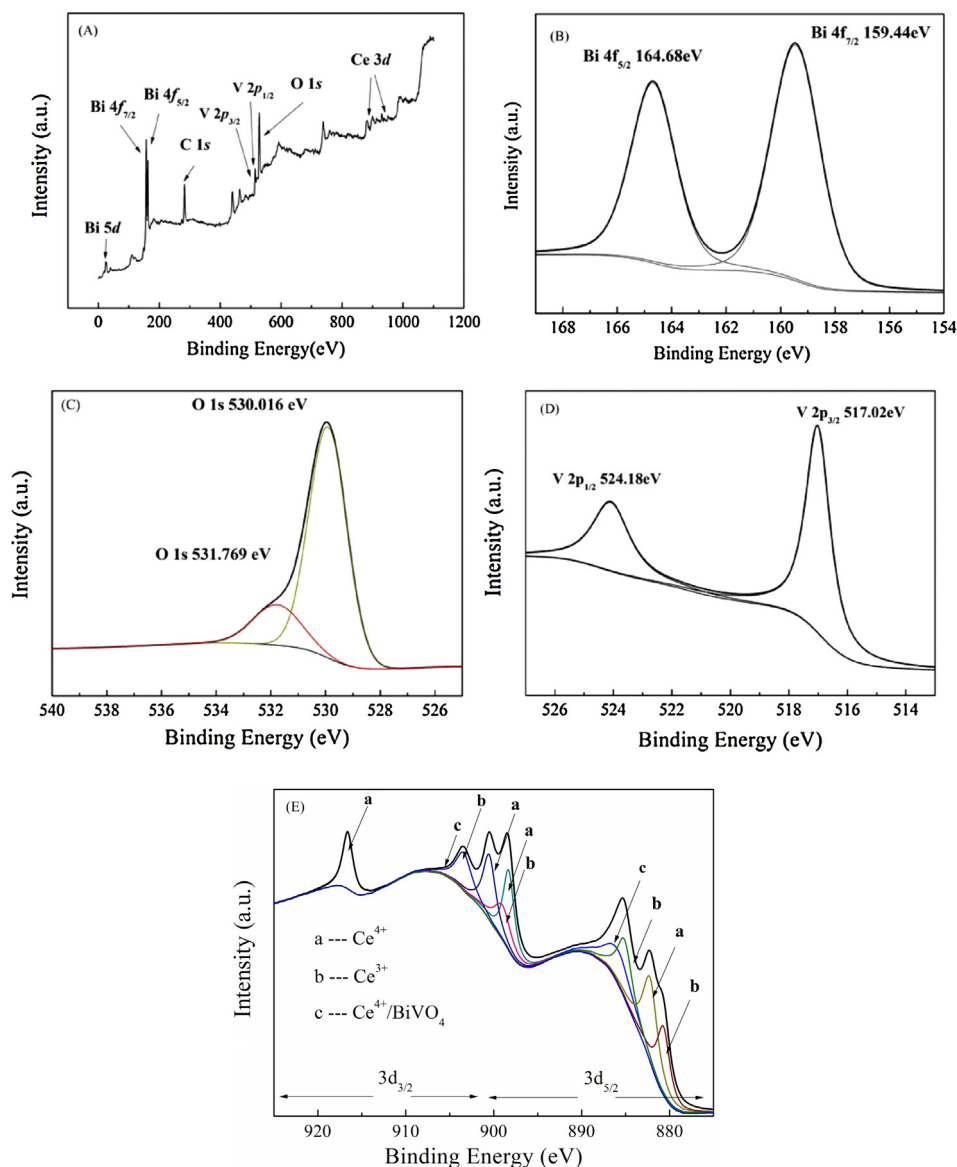 (A)
Bi 4f7/2
Bi 4f5/2
V 2p3/2
V 2p1/2
O 1s
Ce 3d
C 1s
Bi 5d
Intensity (a.u.)
0 200 400 600 800 1000 1200
Binding Energy(eV)
(B)
Bi 4f7/2 159.44eV
Bi 4f5/2 164.68eV
Intensity (a.u.)
168 166 164 162 160 158 156 154
Binding Energy (eV)
(C)
O 1s 530.016 eV
O 1s 531.769 eV
Intensity (a.u.)
540 538 536 534 532 530 528 526
Binding Energy (eV)
(D)
V 2p3/2 517.02eV
V 2p1/2 524.18eV
Intensity (a.u.)
526 524 522 520 518 516 514
Binding Energy (eV)
(E)
a
c
b
a
a
b
c
b
a
b
a --- Ce4+
b --- Ce3+
c --- Ce4+/BiVO4
3d3/2
3d5/2
Intensity (a.u.)
920 910 900 890 880
Binding Energy (eV)